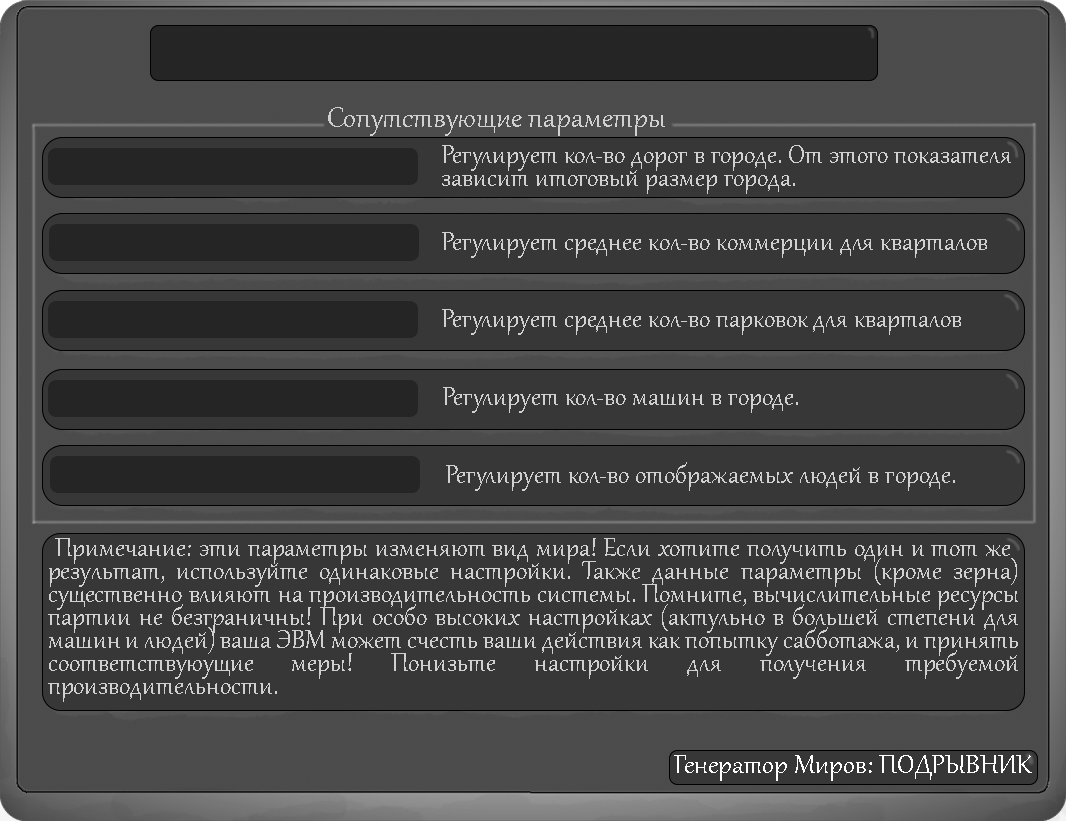 Сопутствующие параметры
Регулирует кол-во дорог в городе. От этого показателя
зависит итоговый размер города.
Регулирует среднее кол-во коммерции для кварталов
Регулирует среднее кол-во парковок для кварталов
Регулирует кол-во машин в городе.
Регулирует кол-во отображаемых людей в городе.
Примечание: эти параметры изменяют вид мира! Если хотите получить один и тот же
результат, используйте одинаковые настройки. Также данные параметры (кроме зерна)
существенно влияют на производительность системы. Помните, вычислительные ресурсы
партии не безграничны! При особо высоких настройках (актульно в большей степени для
машин и людей) ваша ЭВМ может счесть ваши действия как попытку сабботажа, и принять
соответствуюущие меры! Понизьте настройки для получения требуемой
производительности.
Генератор Миров: ПОДРЫВНИК